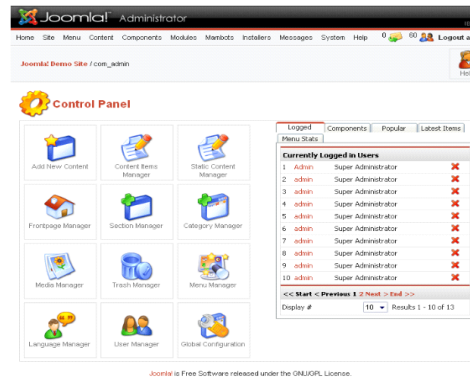 Joomla! Administrator
Home Site Menu Content Components Modules Mambots Installers Messages System Help 0 60 Logout a
Joomla! Demo Site / com_admin
Hel
Control Panel
Logged Components Popular Latest Items
Menu Stats
Add New Content
Content Items Manager
Static Content Manager
Frontpage Manager
Section Manager
Category Manager
Media Manager
Trash Manager
Menu Manager
Language Manager
User Manager
Global Configuration
Currently Logged in Users
1 Admin Super Administrator
2 admin Super Administrator
3 admin Super Administrator
4 admin Super Administrator
5 admin Super Administrator
6 admin Super Administrator
7 admin Super Administrator
8 admin Super Administrator
9 admin Super Administrator
10 admin Super Administrator
<< Start < Previous 1 2 Next > End >>
Display # 10 Results 1 - 10 of 13
Joomla! is Free Software released under the GNU/GPL License.